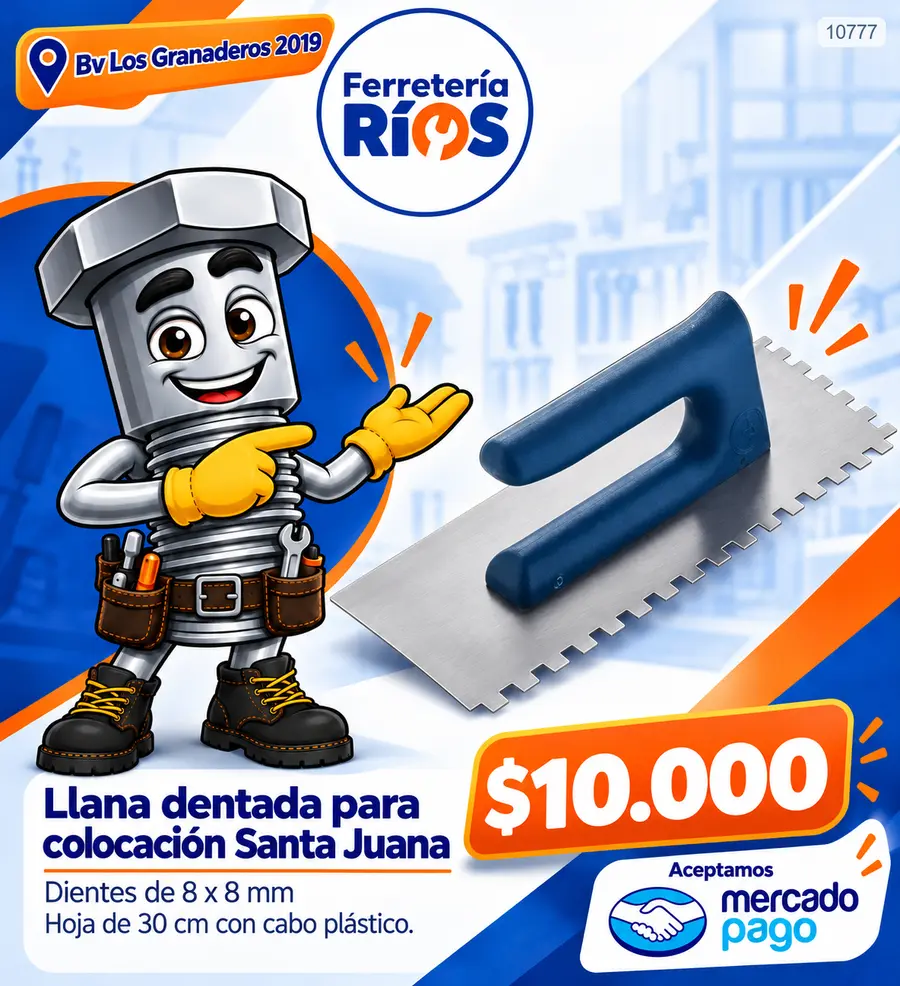 Bv Los Granaderos 2019
Ferretería
Ríos
10777
$10.000
Llana dentada para
colocación Santa Juana
Dientes de 8 x 8 mm
Hoja de 30 cm con cabo plástico.
Aceptamos
mercado
pago